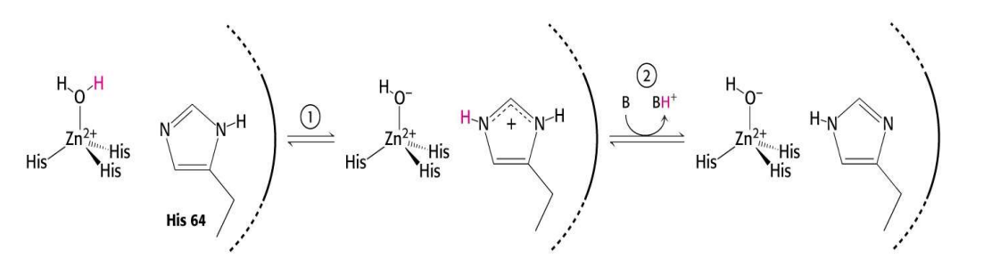 H H
O
Zn²⁺
His His
His
N N H
His 64
1
H
O⁻
Zn²⁺
His His
His
H N + N H
2
B BH⁺
H
O⁻
Zn²⁺
His His
His
H N N